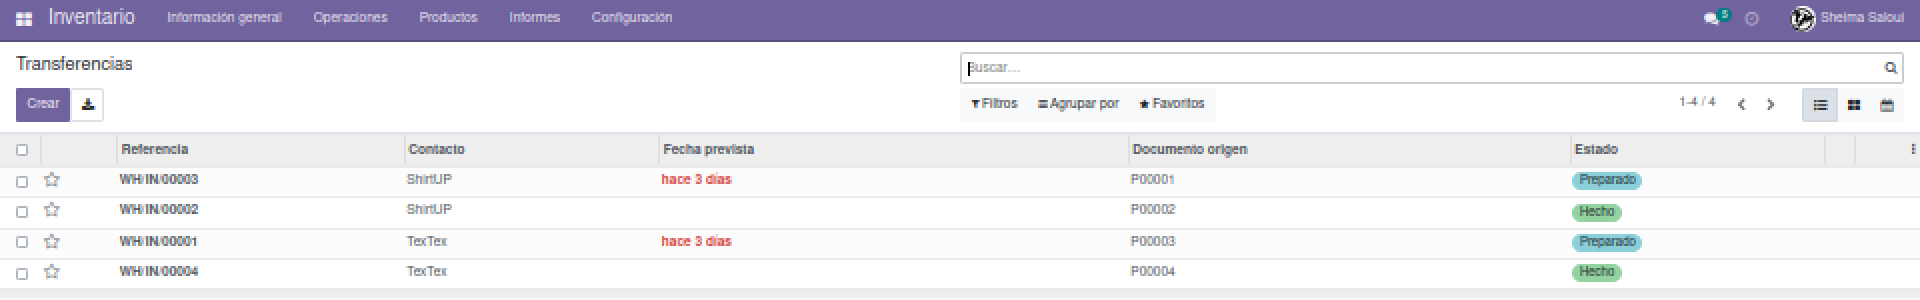 Inventario Información general Operaciones Productos Informes Configuración 5 Sheima Saloui
Transferencias Buscar...
Crear Filtros Agrupar por Favoritos 1-4 / 4
Referencia Contacto Fecha prevista Documento origen Estado
WH/IN/00003 ShirtUP hace 3 días P00001 Preparado
WH/IN/00002 ShirtUP P00002 Hecho
WH/IN/00001 TexTex hace 3 días P00003 Preparado
WH/IN/00004 TexTex P00004 Hecho